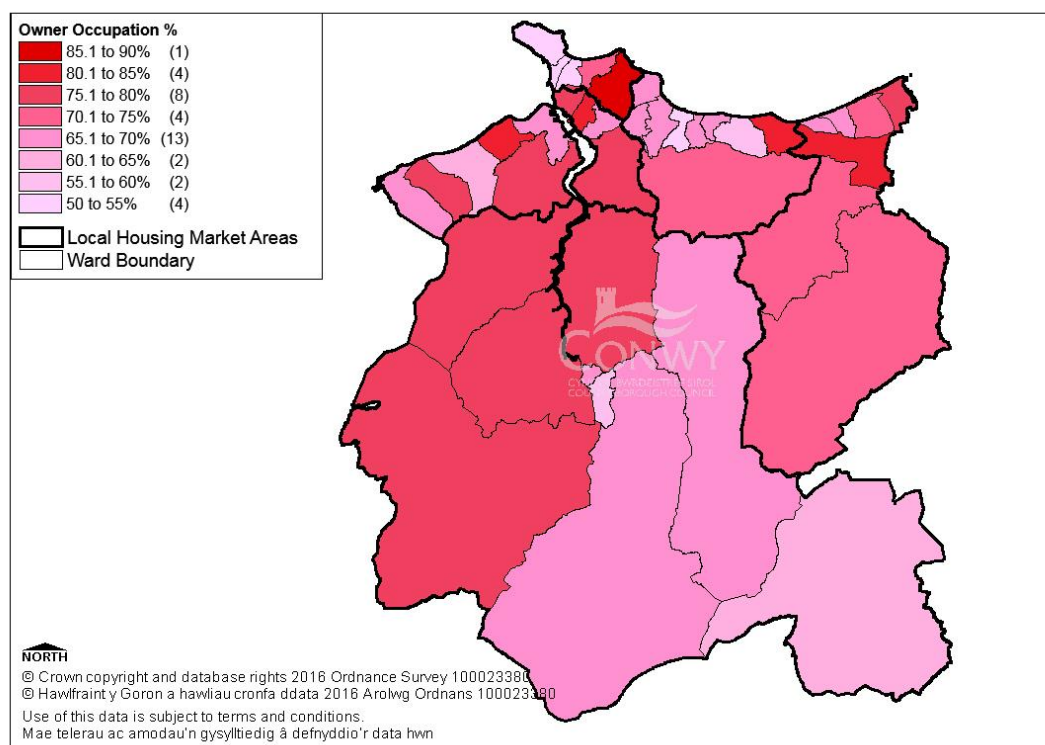 Owner Occupation %
85.1 to 90% (1)
80.1 to 85% (4)
75.1 to 80% (8)
70.1 to 75% (4)
65.1 to 70% (13)
60.1 to 65% (2)
55.1 to 60% (2)
50 to 55% (4)
Local Housing Market Areas
Ward Boundary
CONWY
COUNTY BOROUGH COUNCIL
NORTH
© Crown copyright and database rights 2016 Ordnance Survey 100023380
© Hawlfraint y Goron a hawliau cronfa ddata 2016 Arolwg Ordnans 100023380
Use of this data is subject to terms and conditions.
Mae telerau ac amodau'n gysylltiedig â defnyddio'r data hwn